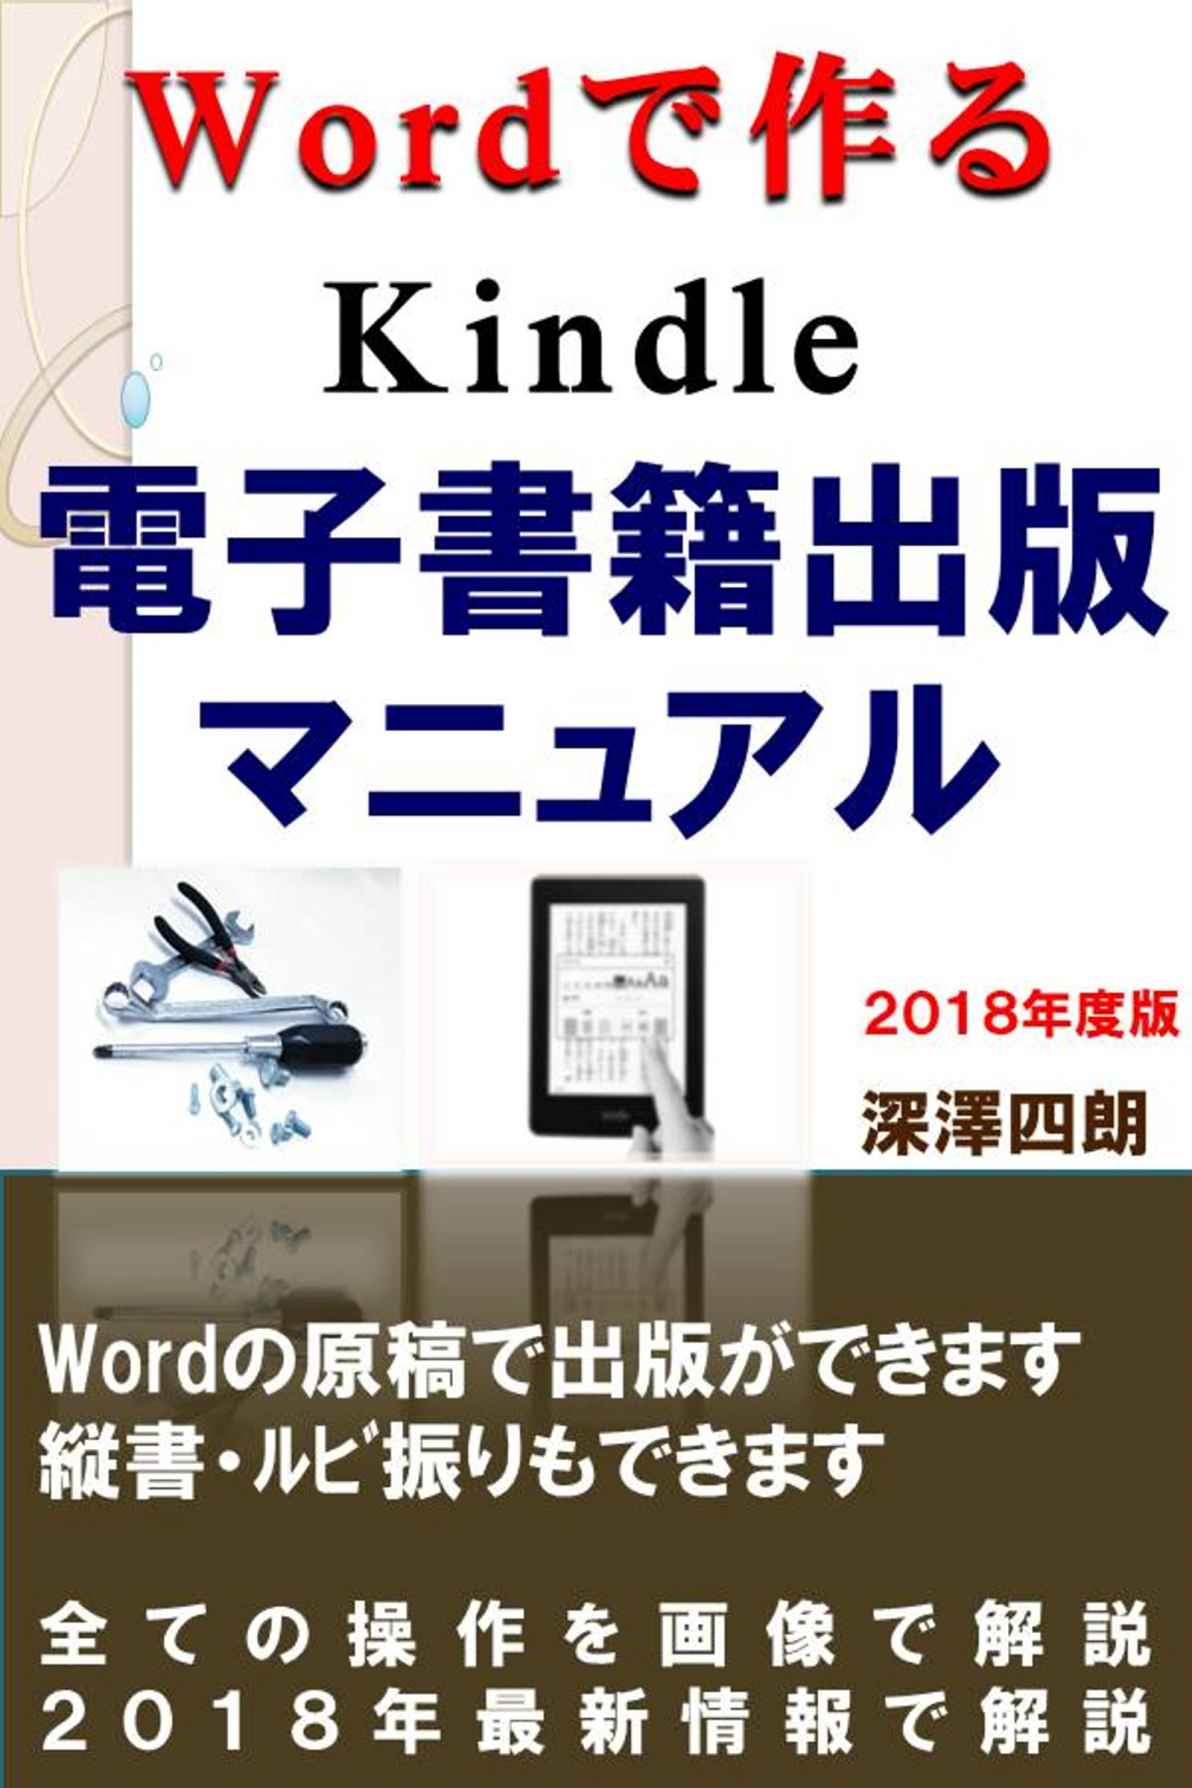 Wordで作る
Kindle
電子書籍出版
マニュアル
2018年度版
深澤四朗
Wordの原稿で出版ができます
縦書・ルビ振りもできます
全ての操作を画像で解説
2018年最新情報で解説